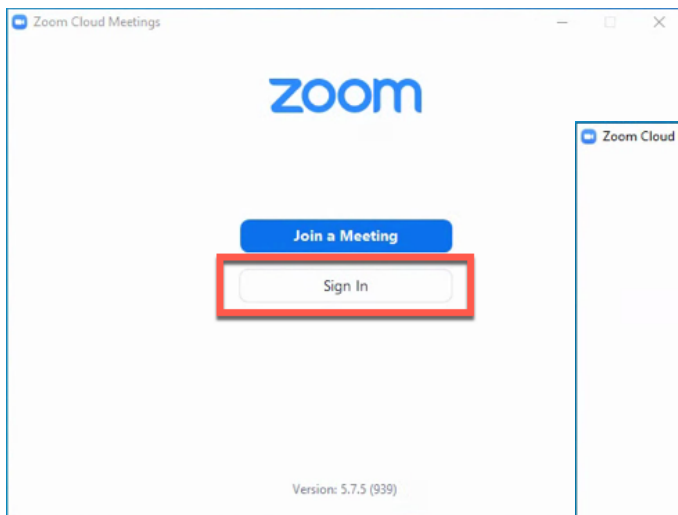 Zoom Cloud Meetings
zoom
Zoom Cloud
Join a Meeting
Sign In
Version: 5.7.5 (939)